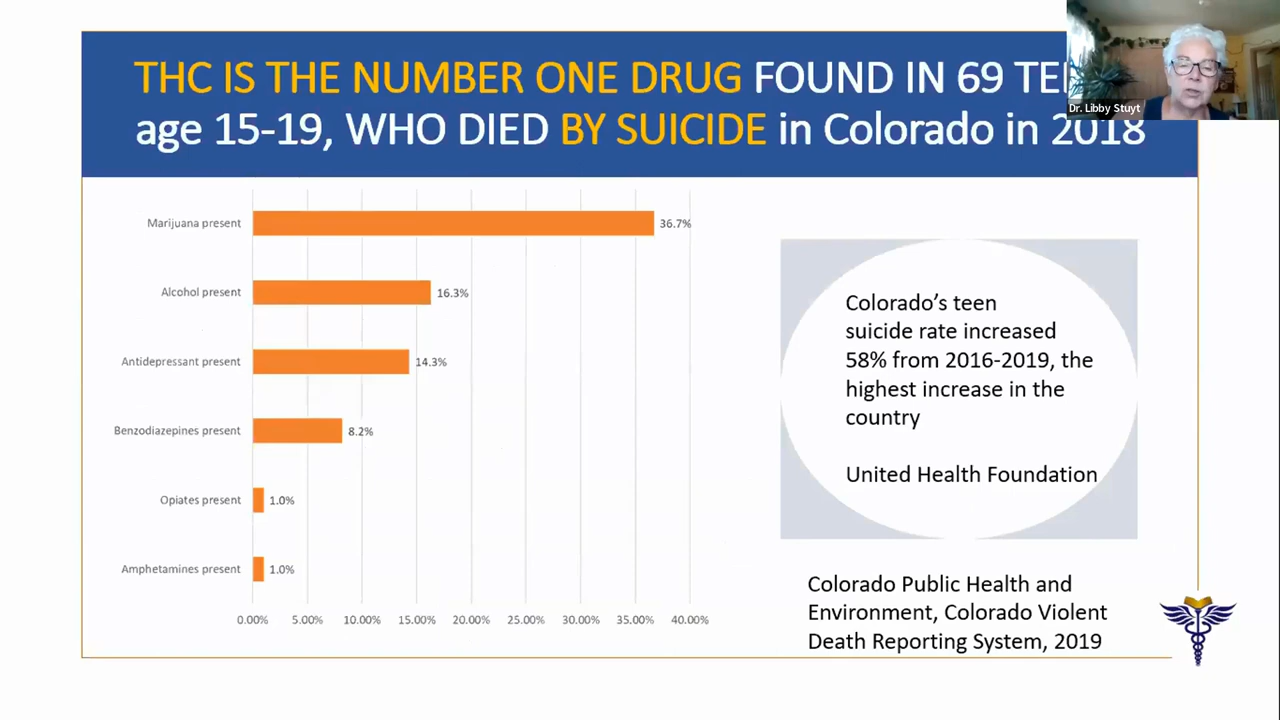 THC IS THE NUMBER ONE DRUG FOUND IN 69
age 15-19, WHO DIED BY SUICIDE in Colorado in 2018
Dr. Libby Stuyt
Marijuana present
36.7%
Alcohol present
16.3%
Antidepressant present
14.3%
Benzodiazepines present
8.2%
Opiates present
1.0%
Amphetamines present
1.0%
0.00% 5.00% 10.00% 15.00% 20.00% 25.00% 30.00% 35.00% 40.00%
Colorado’s teen
suicide rate increased
58% from 2016-2019, the
highest increase in the
country
United Health Foundation
Colorado Public Health and
Environment, Colorado Violent
Death Reporting System, 2019